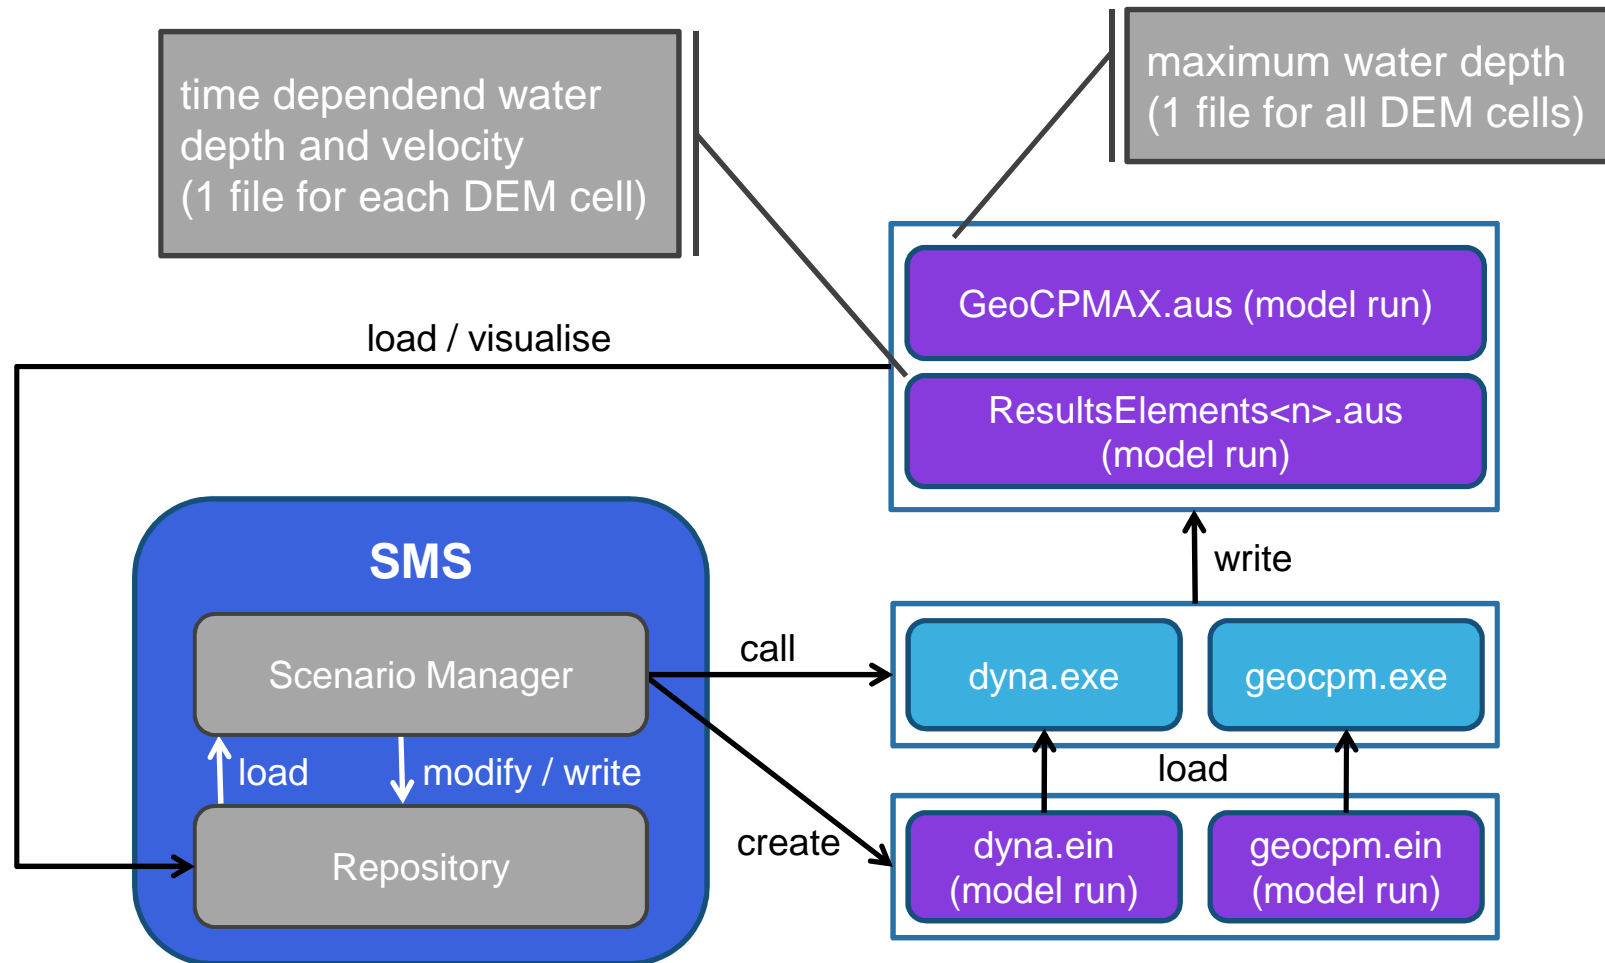 time dependend water
depth and velocity
(1 file for each DEM cell)
maximum water depth
(1 file for all DEM cells)
GeoCPMAX.aus (model run)
load / visualise
ResultsElements<n>.aus
(model run)
write
SMS
Scenario Manager
call
dyna.exe
geocpm.exe
load
modify / write
load
create
Repository
dyna.ein
(model run)
geocpm.ein
(model run)